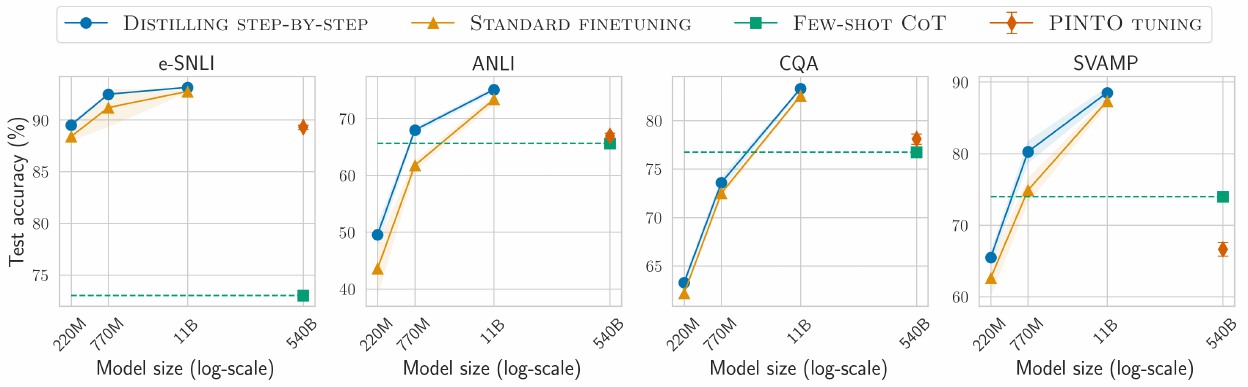 DISTILLING STEP-BY-STEP STANDARD FINETUNING FEW-SHOT COT PINTO TUNING
e-SNLI ANLI CQA SVAMP
Test accuracy (%)
90
85
80
75
220M 770M 11B 540B
Model size (log-scale)
70
60
50
40
220M 770M 11B 540B
Model size (log-scale)
80
75
70
65
220M 770M 11B 540B
Model size (log-scale)
90
80
70
60
220M 770M 11B 540B
Model size (log-scale)